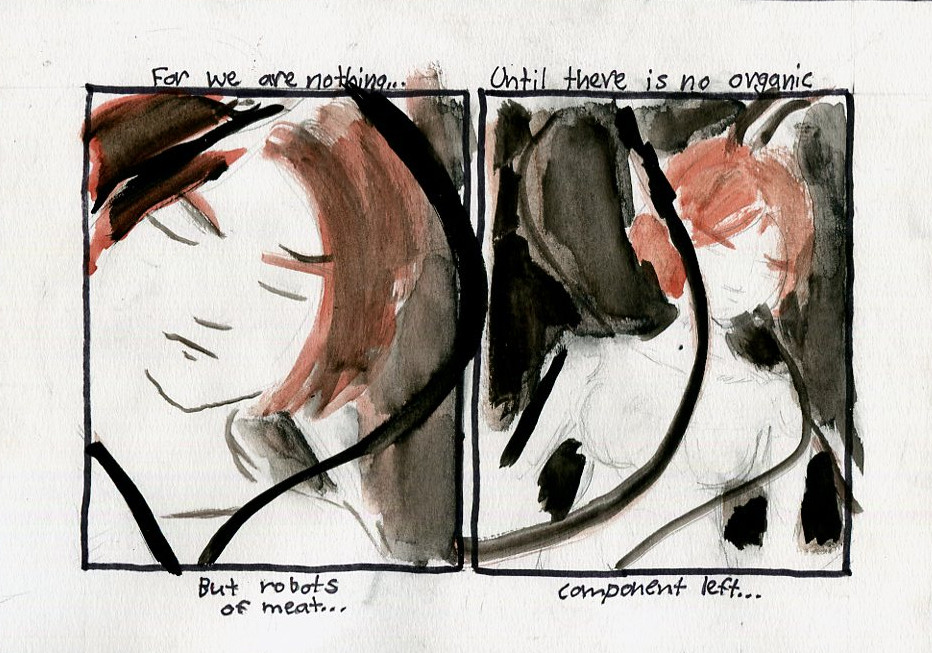 For we are nothing...
But robots
of meat...
Until there is no organic
component left...